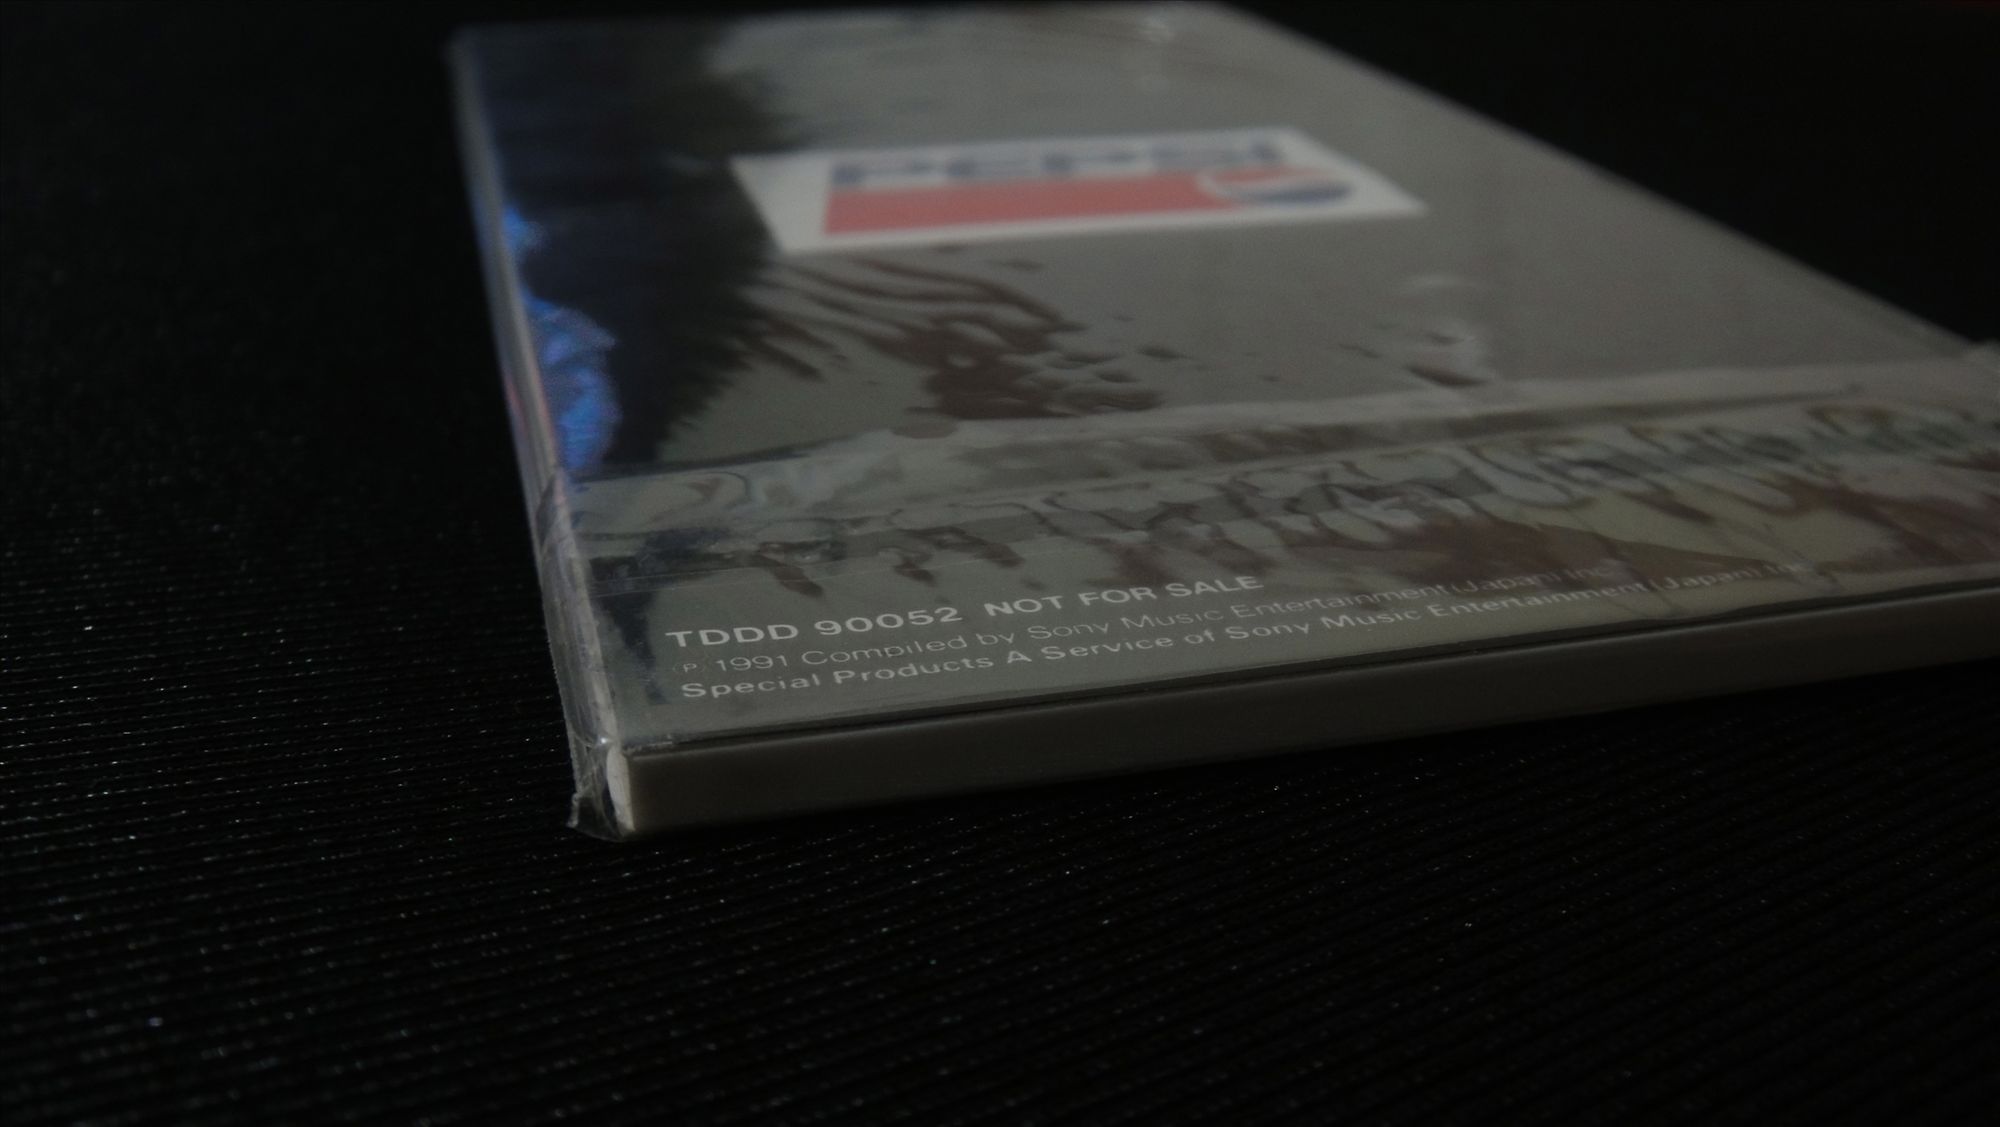 PEPSI
TDDD 90052 NOT FOR SALE
℗ 1991 Compiled by Sony Music Entertainment (Japan) Inc.
Special Products A Service of Sony Music Entertainment (Japan) Inc.